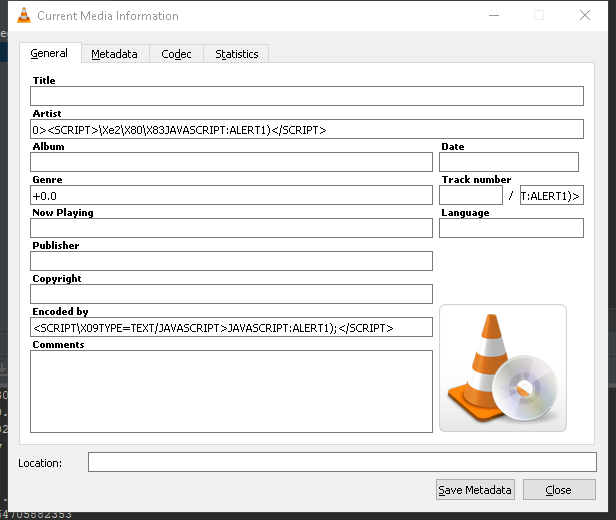 Current Media Information
General Metadata Codec Statistics
Title
Artist
0><SCRIPT>\Xe2\X80\X83JAVASCRIPT:ALERT1)</SCRIPT>
Album Date
Genre Track number
+0.0 / T:ALERT1)>
Now Playing Language
Publisher
Copyright
Encoded by
<SCRIPT\X09TYPE=TEXT/JAVASCRIPT>JAVASCRIPT:ALERT1);</SCRIPT>
Comments
Location:
Save Metadata Close
4705882353